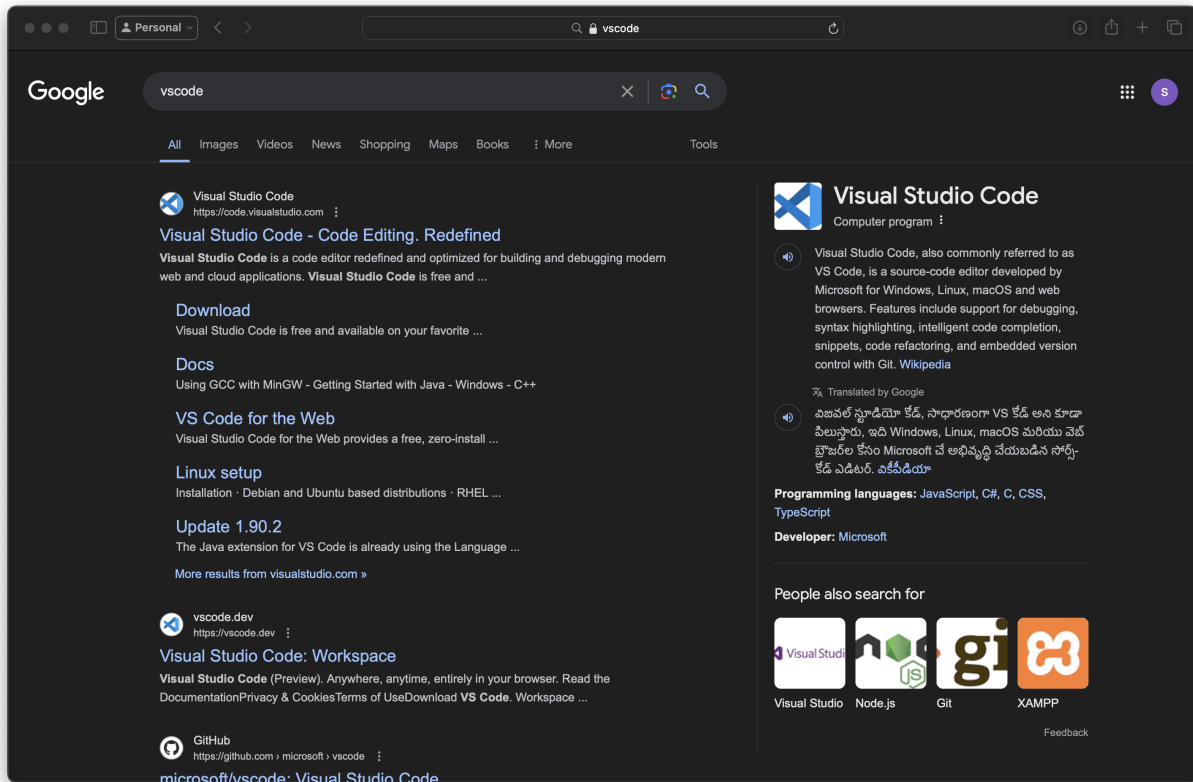 Personal
vscode
Google
vscode
S
All Images Videos News Shopping Maps Books More Tools
Visual Studio Code
https://code.visualstudio.com
Visual Studio Code - Code Editing. Redefined
Visual Studio Code is a code editor redefined and optimized for building and debugging modern
web and cloud applications. Visual Studio Code is free and ...
Download
Visual Studio Code is free and available on your favorite ...
Docs
Using GCC with MinGW - Getting Started with Java - Windows - C++
VS Code for the Web
Visual Studio Code for the Web provides a free, zero-install ...
Linux setup
Installation · Debian and Ubuntu based distributions · RHEL ...
Update 1.90.2
The Java extension for VS Code is already using the Language ...
More results from visualstudio.com »
vscode.dev
https://vscode.dev
Visual Studio Code: Workspace
Visual Studio Code (Preview). Anywhere, anytime, entirely in your browser. Read the
DocumentationPrivacy & CookiesTerms of UseDownload VS Code. Workspace ...
GitHub
https://github.com › microsoft › vscode
microsoft/vscode: Visual Studio Code
Visual Studio Code
Computer program
Visual Studio Code, also commonly referred to as
VS Code, is a source-code editor developed by
Microsoft for Windows, Linux, macOS and web
browsers. Features include support for debugging,
syntax highlighting, intelligent code completion,
snippets, code refactoring, and embedded version
control with Git. Wikipedia
Translated by Google
విజువల్ స్టూడియో కోడ్, సాధారణంగా VS కోడ్ అని కూడా
పిలుస్తారు, ఇది Windows, Linux, macOS మరియు వెబ్
బ్రౌజర్‌ల కోసం Microsoft చే అభివృద్ధి చేయబడిన సోర్స్-
కోడ్ ఎడిటర్. వికీపీడియా
Programming languages: JavaScript, C#, C, CSS,
TypeScript
Developer: Microsoft
People also search for
Visual Studi
JS
gi
Visual Studio Node.js Git XAMPP
Feedback